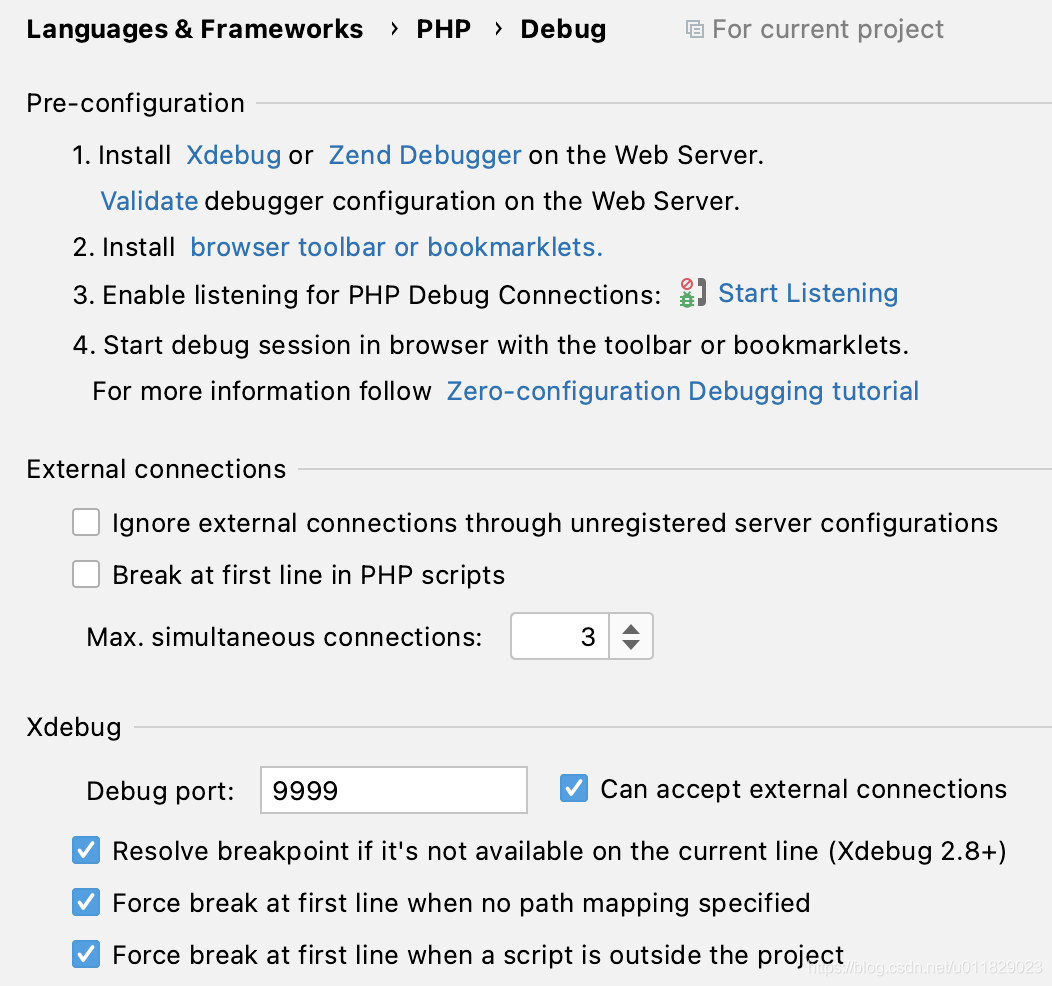 Languages & Frameworks › PHP › Debug For current project
Pre-configuration
1. Install Xdebug or Zend Debugger on the Web Server.
Validate debugger configuration on the Web Server.
2. Install browser toolbar or bookmarklets.
3. Enable listening for PHP Debug Connections: Start Listening
4. Start debug session in browser with the toolbar or bookmarklets.
For more information follow Zero-configuration Debugging tutorial
External connections
Ignore external connections through unregistered server configurations
Break at first line in PHP scripts
Max. simultaneous connections: 3
Xdebug
Debug port: 9999 Can accept external connections
Resolve breakpoint if it's not available on the current line (Xdebug 2.8+)
Force break at first line when no path mapping specified
Force break at first line when a script is outside the project
https://blog.csdn.net/u011829023